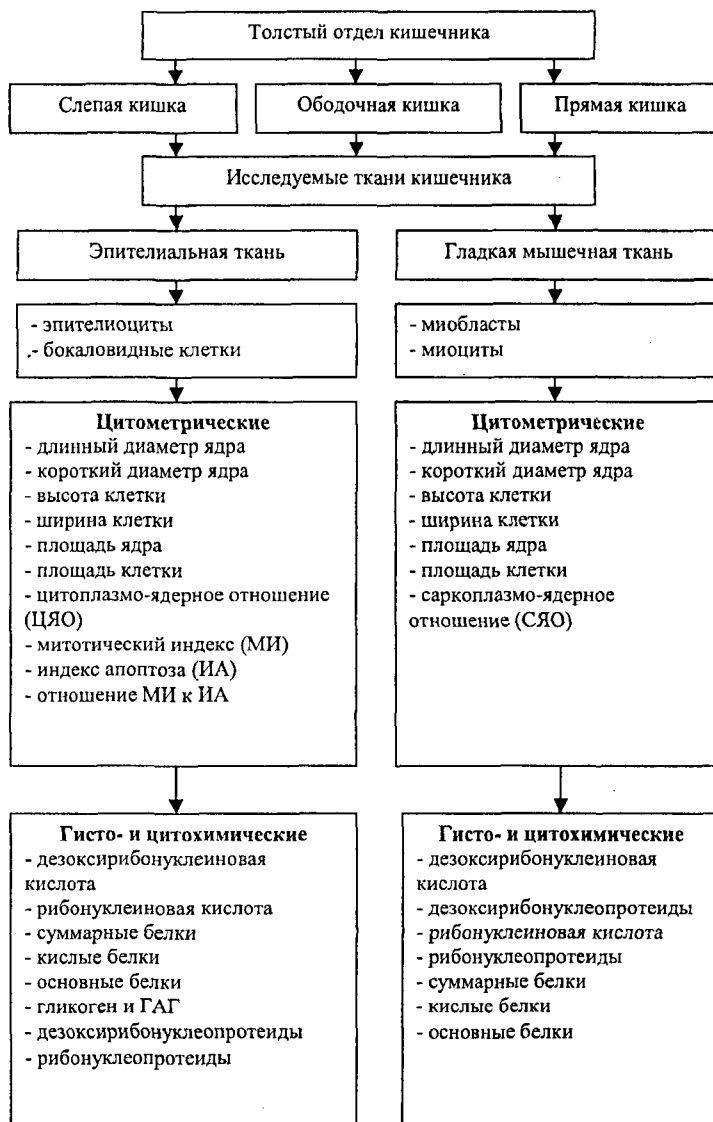 Толстый отдел кишечника
Слепая кишка
Ободочная кишка
Прямая кишка
Исследуемые ткани кишечника
Эпителиальная ткань
Гладкая мышечная ткань
- эпителиоциты
.- бокаловидные клетки
- миобласты
- миоциты
Цитометрические
- длинный диаметр ядра
- короткий диаметр ядра
- высота клетки
- ширина клетки
- площадь ядра
- площадь клетки
- цитоплазмо-ядерное отношение
(ЦЯО)
- митотический индекс (МИ)
- индекс апоптоза (ИА)
- отношение МИ к ИА
Цитометрические
- длинный диаметр ядра
- короткий диаметр ядра
- высота клетки
- ширина клетки
- площадь ядра
- площадь клетки
- саркоплазмо-ядерное
отношение (СЯО)
Гисто- и цитохимические
- дезоксирибонуклеиновая
кислота
- рибонуклеиновая кислота
- суммарные белки
- кислые белки
- основные белки
- гликоген и ГАГ
- дезоксирибонуклеопротеиды
- рибонуклеопротеиды
Гисто- и цитохимические
- дезоксирибонуклеиновая
кислота
- дезоксирибонуклеопротеиды
- рибонуклеиновая кислота
- рибонуклеопротеиды
- суммарные белки
- кислые белки
- основные белки